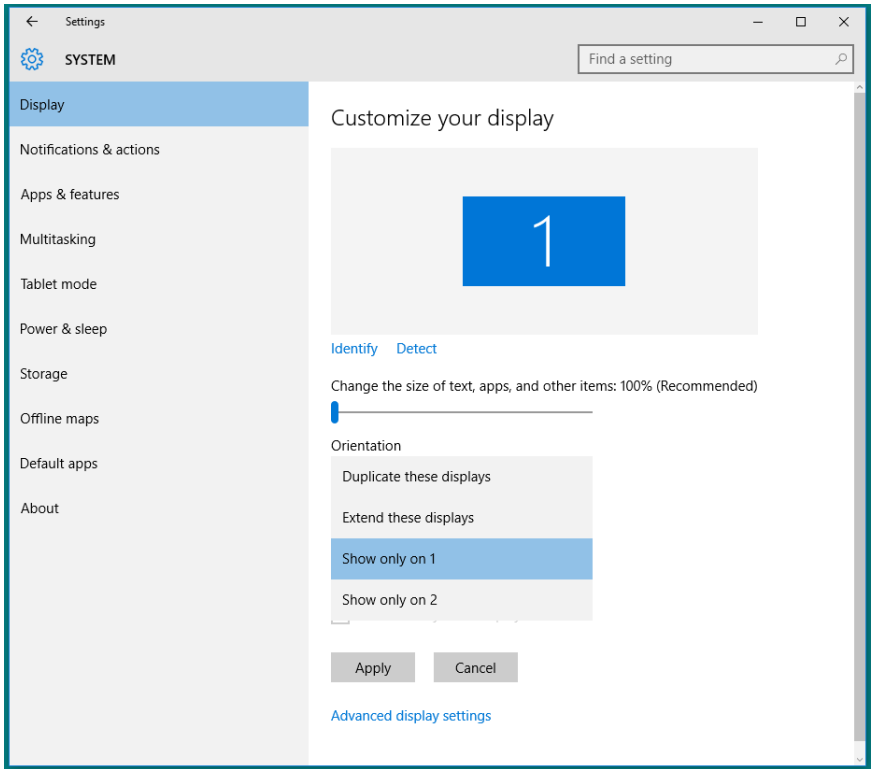 Settings
SYSTEM
Find a setting
Display
Notifications & actions
Apps & features
Multitasking
Tablet mode
Power & sleep
Storage
Offline maps
Default apps
About
Customize your display
1
Identify Detect
Change the size of text, apps, and other items: 100% (Recommended)
Orientation
Duplicate these displays
Extend these displays
Show only on 1
Show only on 2
Apply Cancel
Advanced display settings